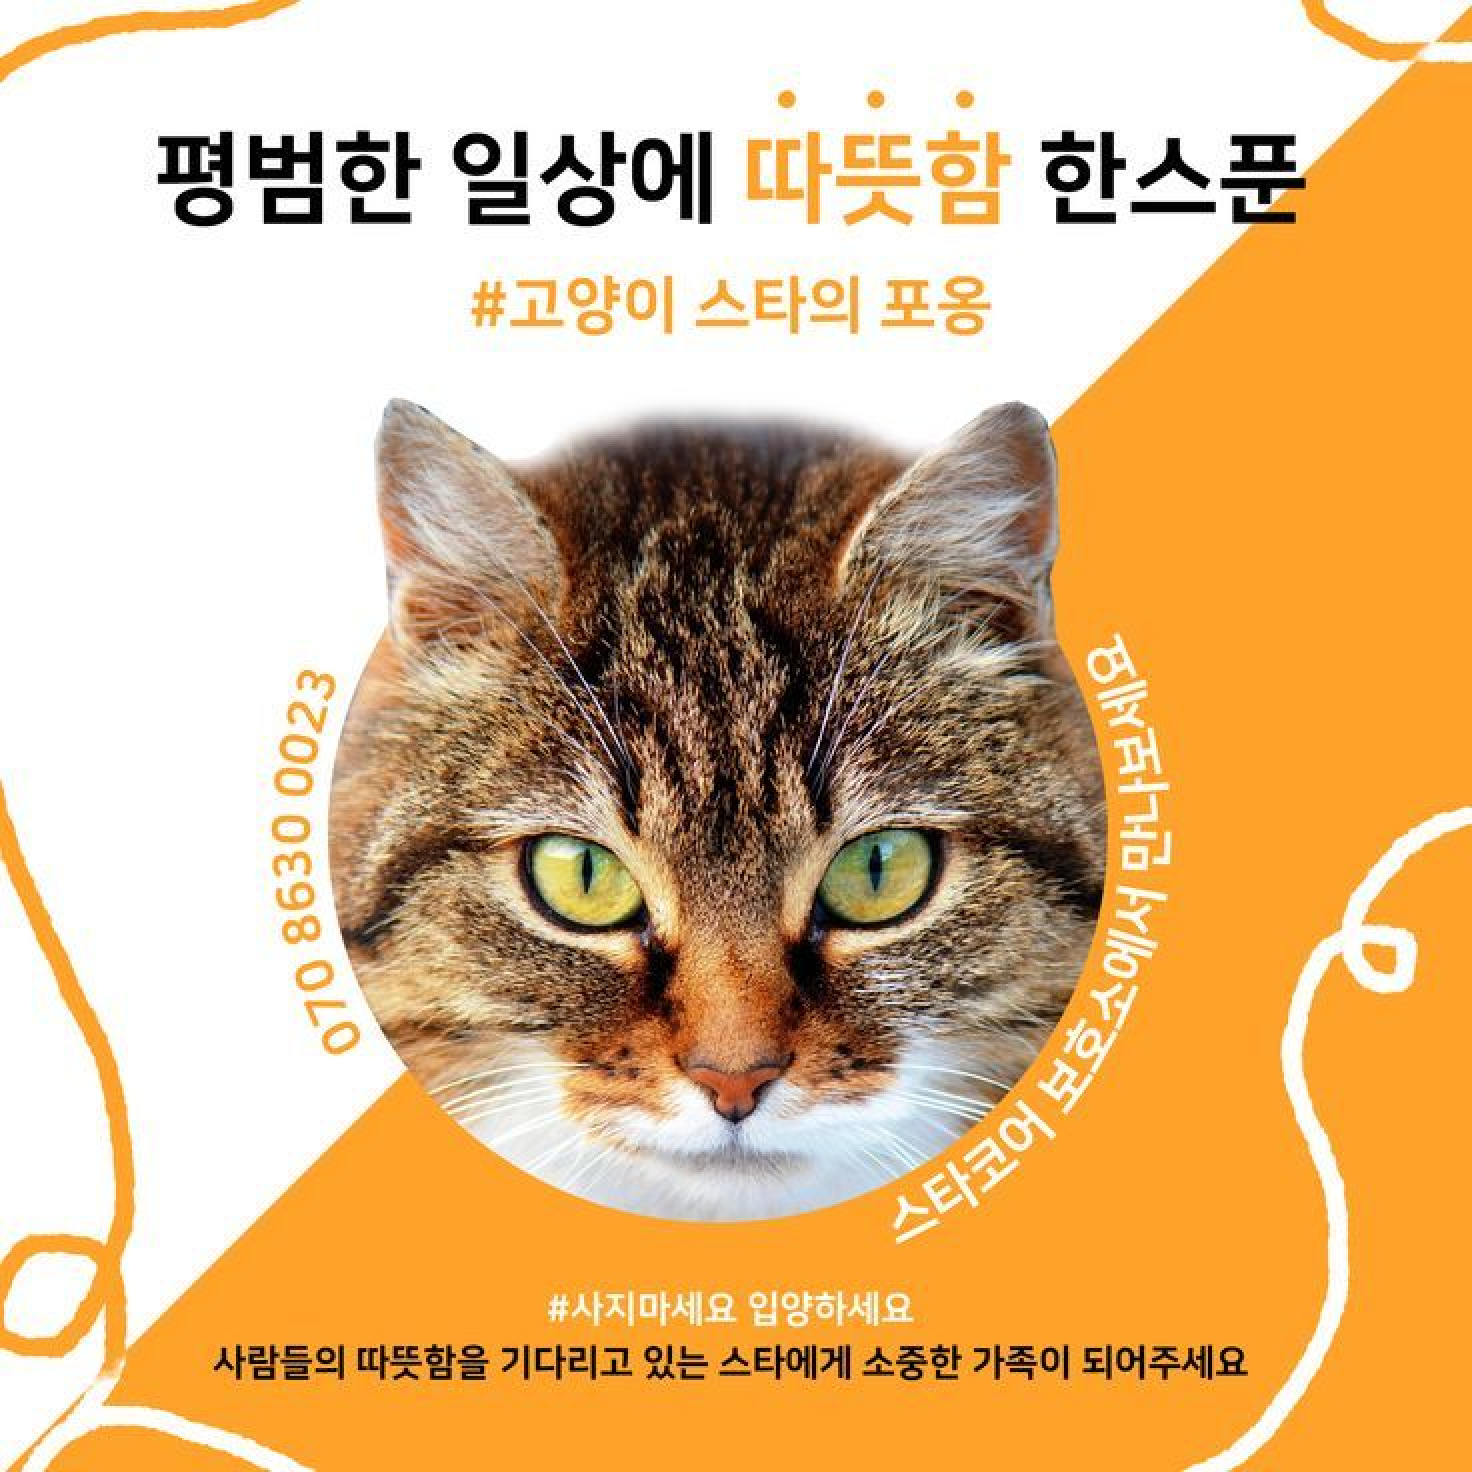 평범한 일상에 따뜻함 한스푼
#고양이 스타의 포옹
070 8630 0023
스타코어 보호소에서 만나러가요
#사지마세요 입양하세요
사람들의 따뜻함을 기다리고 있는 스타에게 소중한 가족이 되어주세요